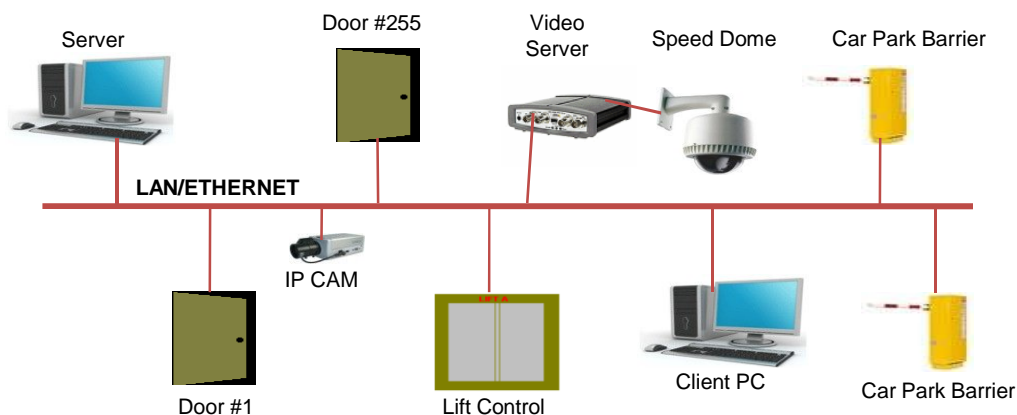 Server
Door #255
Video
Server
Speed Dome
Car Park Barrier
LAN/ETHERNET
IP CAM
LIFT A
Door #1
Lift Control
Client PC
Car Park Barrier